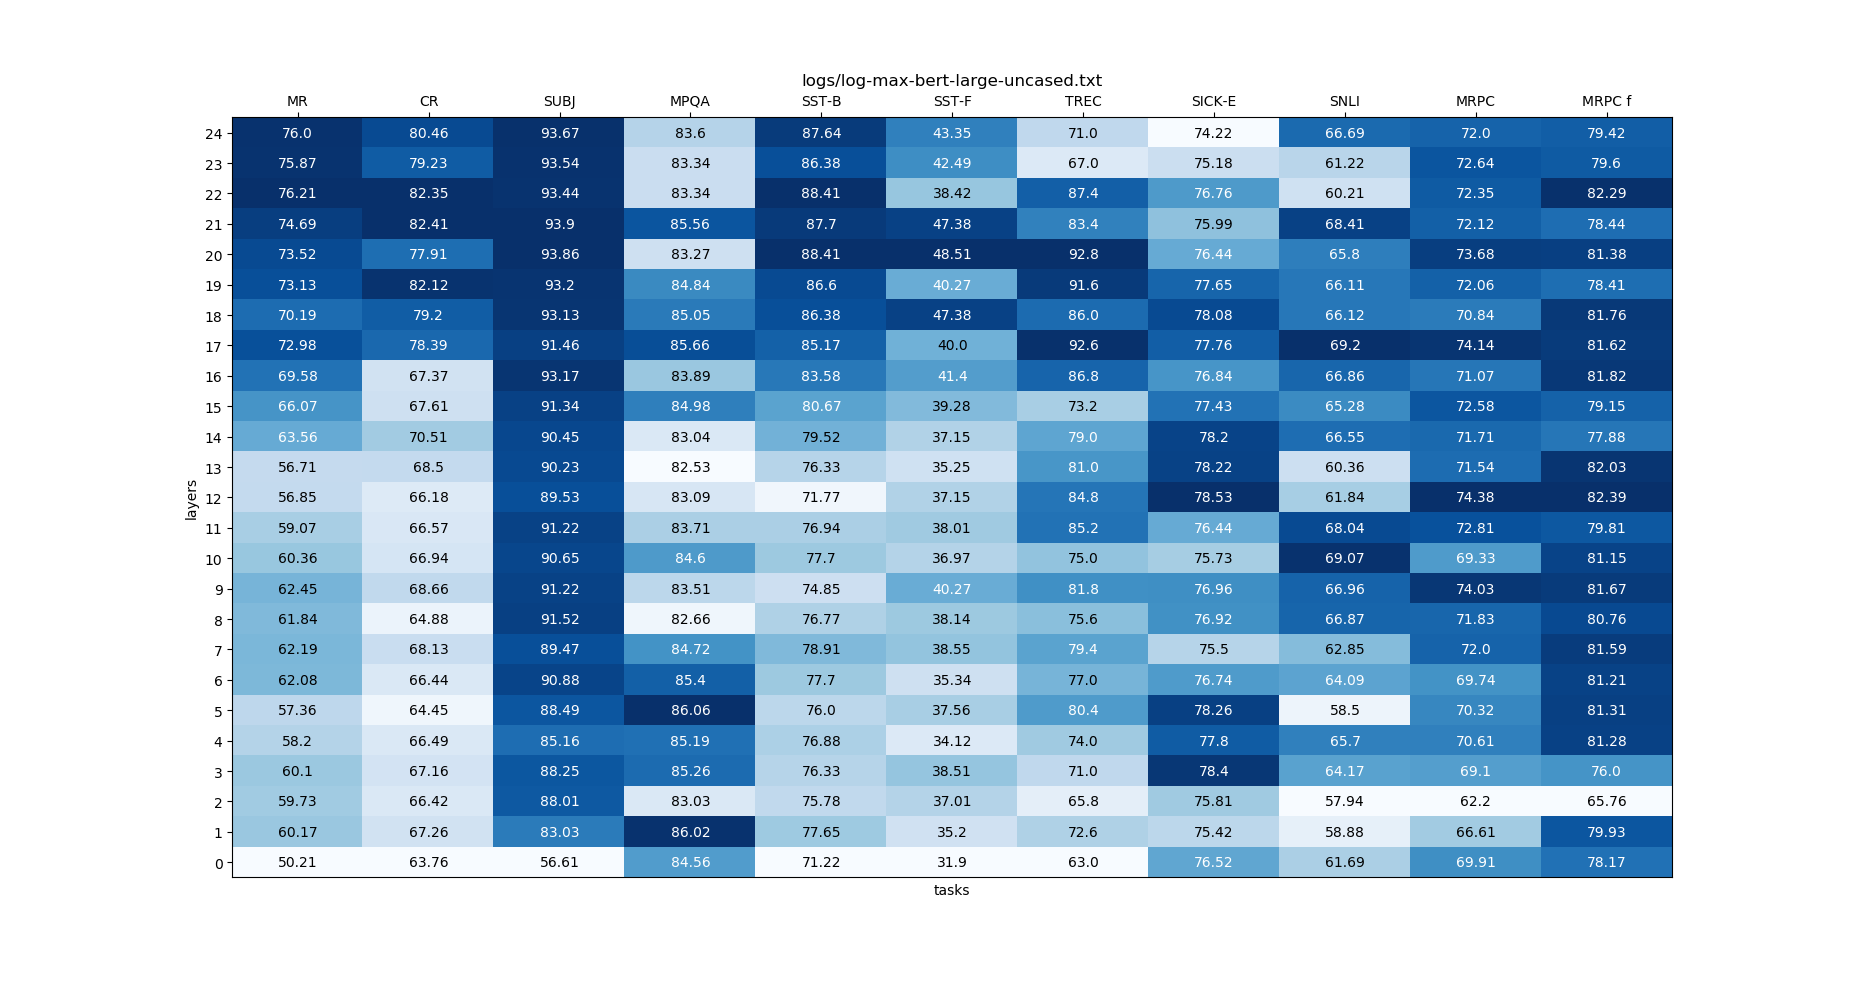 logs/log-max-bert-large-uncased.txt
MR CR SUBJ MPQA SST-B SST-F TREC SICK-E SNLI MRPC MRPC f
24 76.0 80.46 93.67 83.6 87.64 43.35 71.0 74.22 66.69 72.0 79.42
23 75.87 79.23 93.54 83.34 86.38 42.49 67.0 75.18 61.22 72.64 79.6
22 76.21 82.35 93.44 83.34 88.41 38.42 87.4 76.76 60.21 72.35 82.29
21 74.69 82.41 93.9 85.56 87.7 47.38 83.4 75.99 68.41 72.12 78.44
20 73.52 77.91 93.86 83.27 88.41 48.51 92.8 76.44 65.8 73.68 81.38
19 73.13 82.12 93.2 84.84 86.6 40.27 91.6 77.65 66.11 72.06 78.41
18 70.19 79.2 93.13 85.05 86.38 47.38 86.0 78.08 66.12 70.84 81.76
17 72.98 78.39 91.46 85.66 85.17 40.0 92.6 77.76 69.2 74.14 81.62
16 69.58 67.37 93.17 83.89 83.58 41.4 86.8 76.84 66.86 71.07 81.82
15 66.07 67.61 91.34 84.98 80.67 39.28 73.2 77.43 65.28 72.58 79.15
14 63.56 70.51 90.45 83.04 79.52 37.15 79.0 78.2 66.55 71.71 77.88
13 56.71 68.5 90.23 82.53 76.33 35.25 81.0 78.22 60.36 71.54 82.03
12 56.85 66.18 89.53 83.09 71.77 37.15 84.8 78.53 61.84 74.38 82.39
layers
11 59.07 66.57 91.22 83.71 76.94 38.01 85.2 76.44 68.04 72.81 79.81
10 60.36 66.94 90.65 84.6 77.7 36.97 75.0 75.73 69.07 69.33 81.15
9 62.45 68.66 91.22 83.51 74.85 40.27 81.8 76.96 66.96 74.03 81.67
8 61.84 64.88 91.52 82.66 76.77 38.14 75.6 76.92 66.87 71.83 80.76
7 62.19 68.13 89.47 84.72 78.91 38.55 79.4 75.5 62.85 72.0 81.59
6 62.08 66.44 90.88 85.4 77.7 35.34 77.0 76.74 64.09 69.74 81.21
5 57.36 64.45 88.49 86.06 76.0 37.56 80.4 78.26 58.5 70.32 81.31
4 58.2 66.49 85.16 85.19 76.88 34.12 74.0 77.8 65.7 70.61 81.28
3 60.1 67.16 88.25 85.26 76.33 38.51 71.0 78.4 64.17 69.1 76.0
2 59.73 66.42 88.01 83.03 75.78 37.01 65.8 75.81 57.94 62.2 65.76
1 60.17 67.26 83.03 86.02 77.65 35.2 72.6 75.42 58.88 66.61 79.93
0 50.21 63.76 56.61 84.56 71.22 31.9 63.0 76.52 61.69 69.91 78.17
tasks